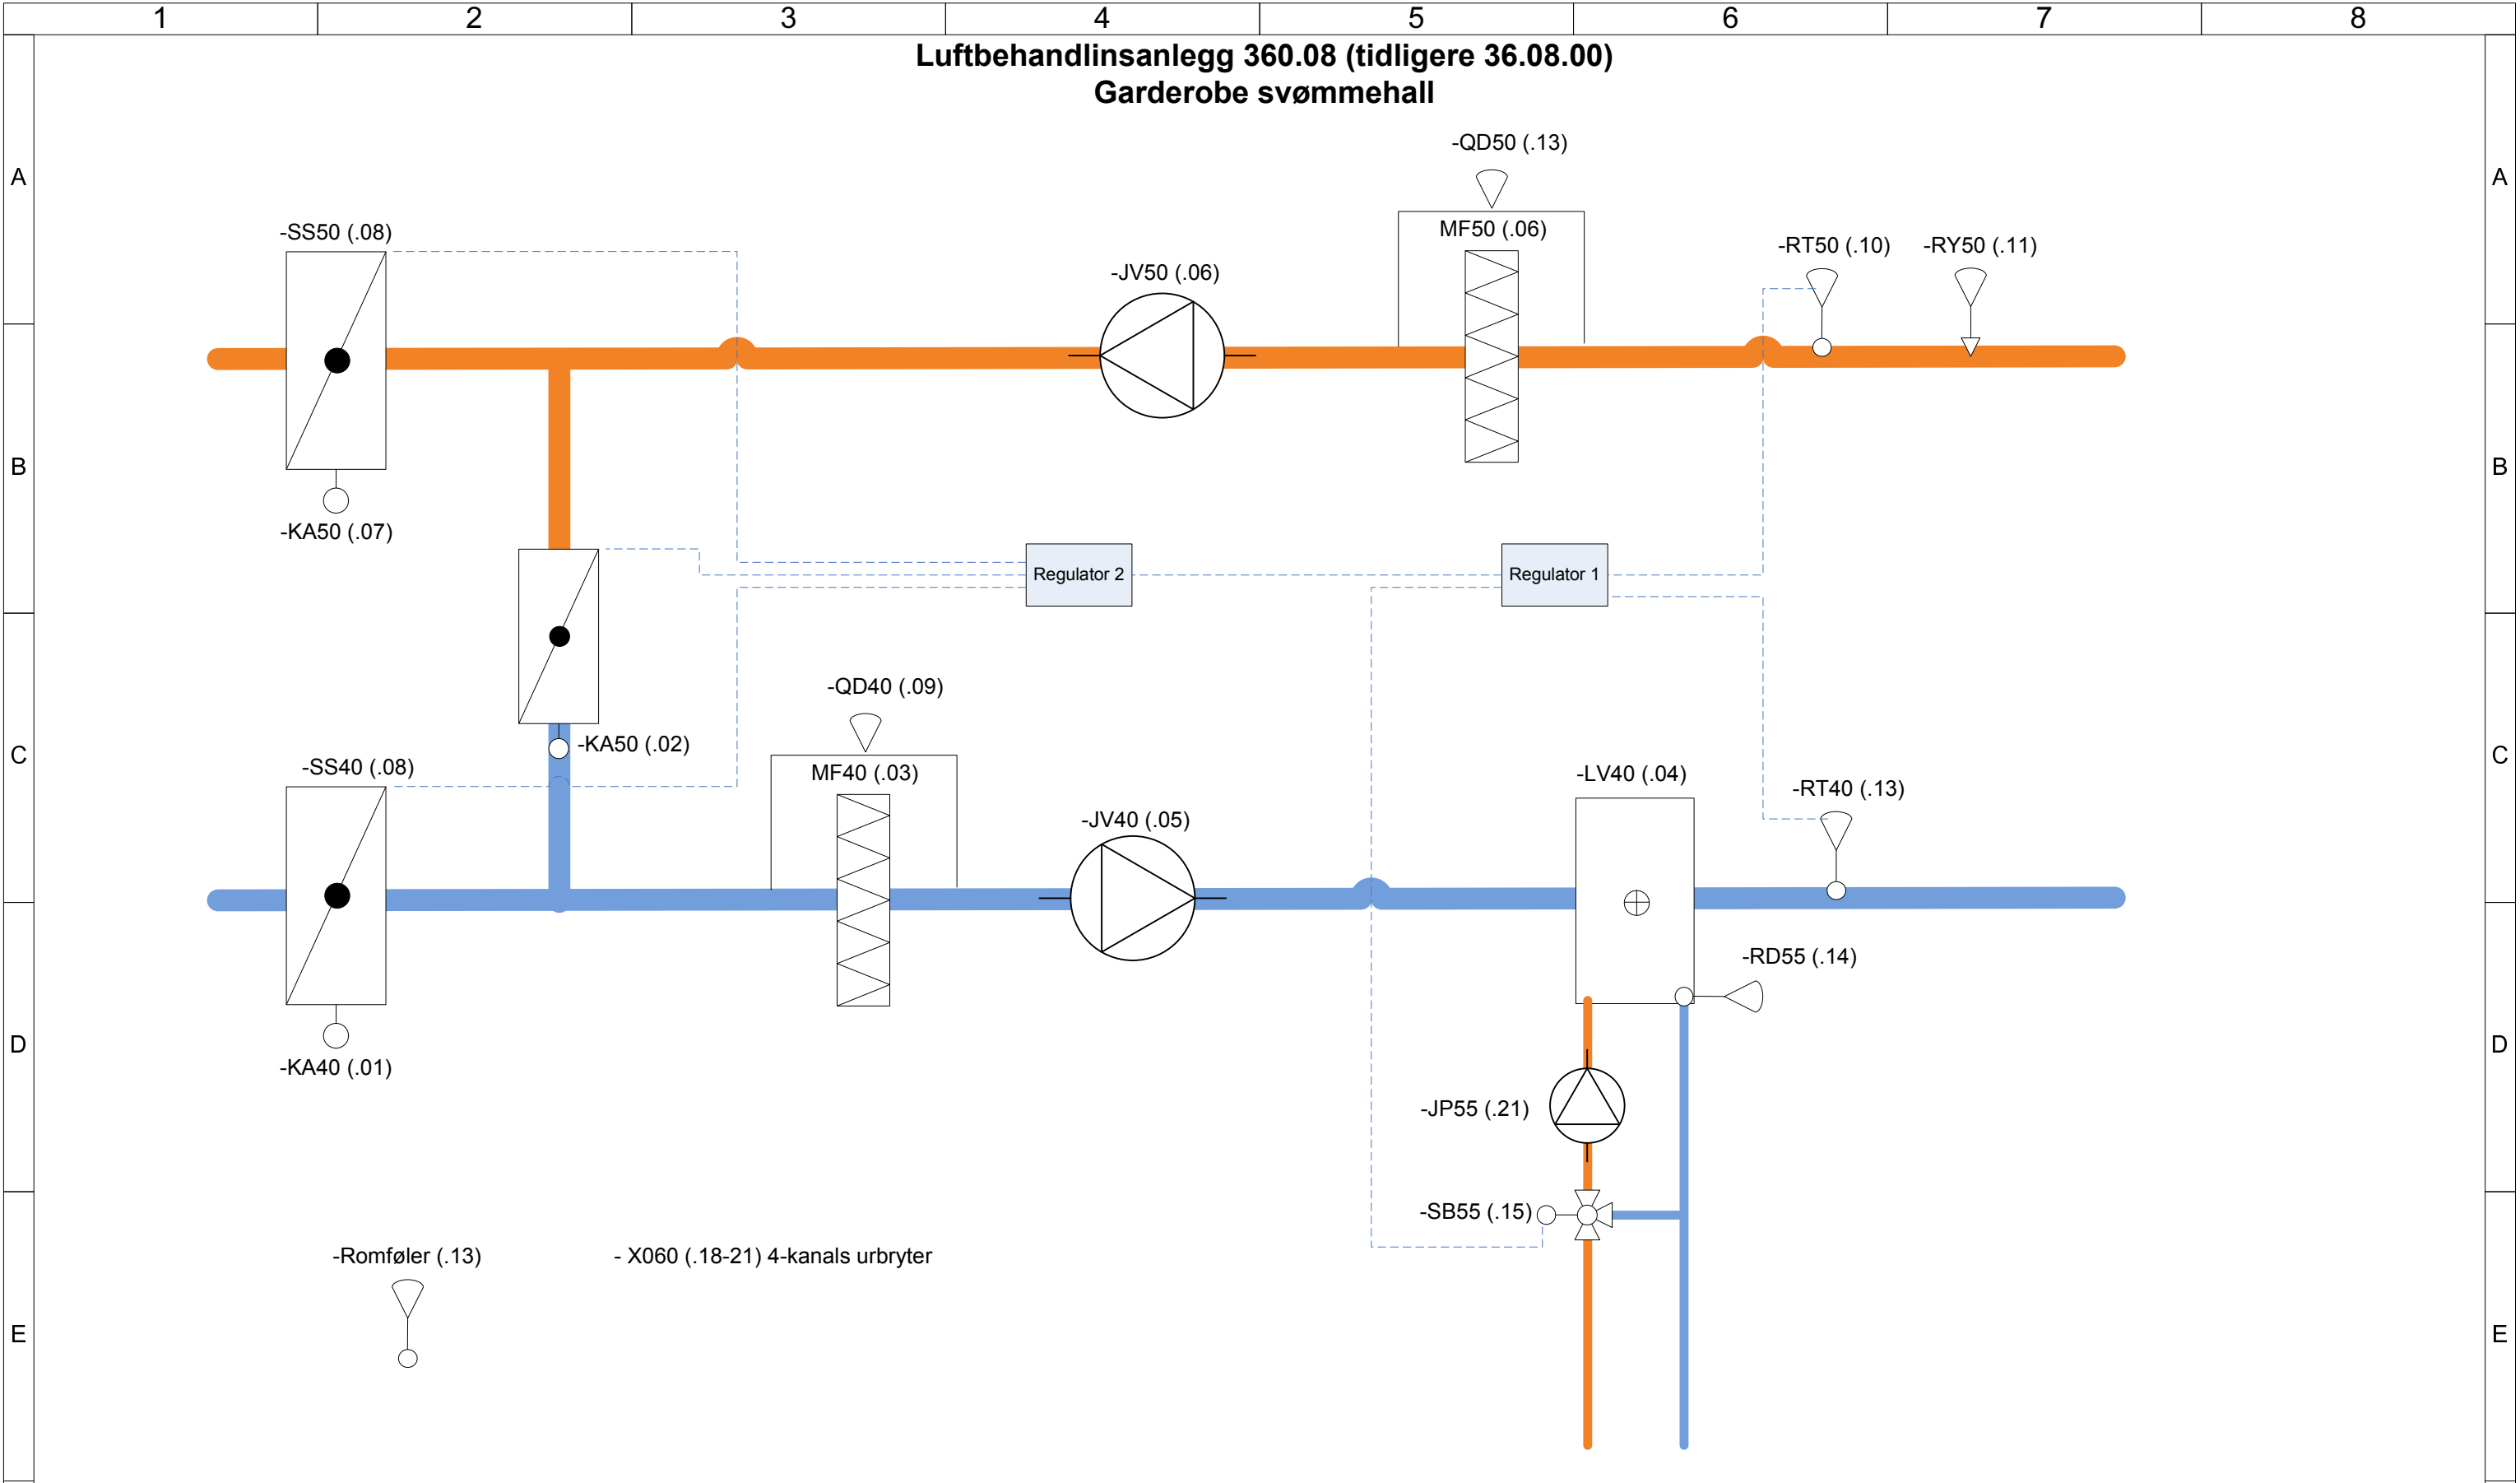 1 2 3 4 5 6 7 8
Luftbehandlinsanlegg 360.08 (tidligere 36.08.00)
Garderobe svømmehall
-QD50 (.13)
A A
MF50 (.06)
-SS50 (.08)
-RT50 (.10) -RY50 (.11)
-JV50 (.06)
B B
-KA50 (.07)
Regulator 2 Regulator 1
-QD40 (.09)
-KA50 (.02)
C C
-SS40 (.08)
MF40 (.03)
-LV40 (.04)
-RT40 (.13)
-JV40 (.05)
-RD55 (.14)
D D
-KA40 (.01)
-JP55 (.21)
-SB55 (.15)
-Romføler (.13) - X060 (.18-21) 4-kanals urbryter
E E